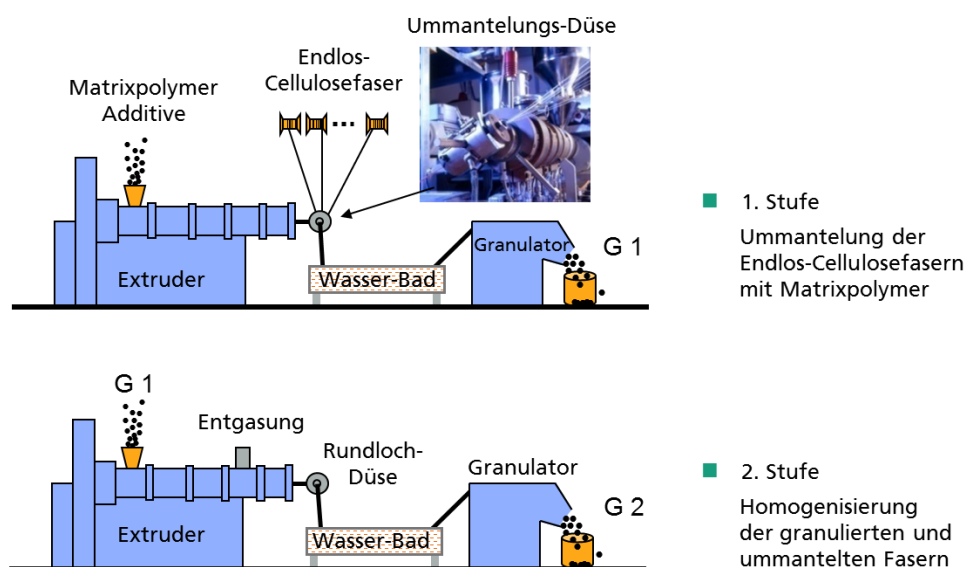 Ummantelungs-Düse
Endlos-
Cellulosefaser
Matrixpolymer
Additive
Extruder
Wasser-Bad
Granulator
G 1
1. Stufe
Ummantelung der
Endlos-Cellulosefasern
mit Matrixpolymer
G 1
Entgasung
Rundloch-
Düse
Granulator
Extruder
Wasser-Bad
G 2
2. Stufe
Homogenisierung
der granulierten und
ummantelten Fasern